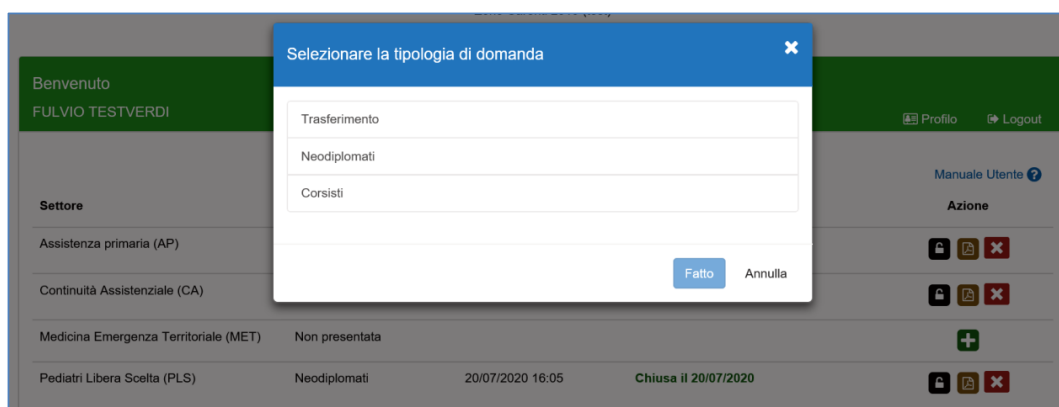 Selezionare la tipologia di domanda
Benvenuto
FULVIO TESTVERDI
Profilo Logout
Trasferimento
Neodiplomati
Corsisti
Manuale Utente
Settore Azione
Assistenza primaria (AP)
Fatto Annulla
Continuità Assistenziale (CA)
Medicina Emergenza Territoriale (MET) Non presentata
Pediatri Libera Scelta (PLS) Neodiplomati 20/07/2020 16:05 Chiusa il 20/07/2020